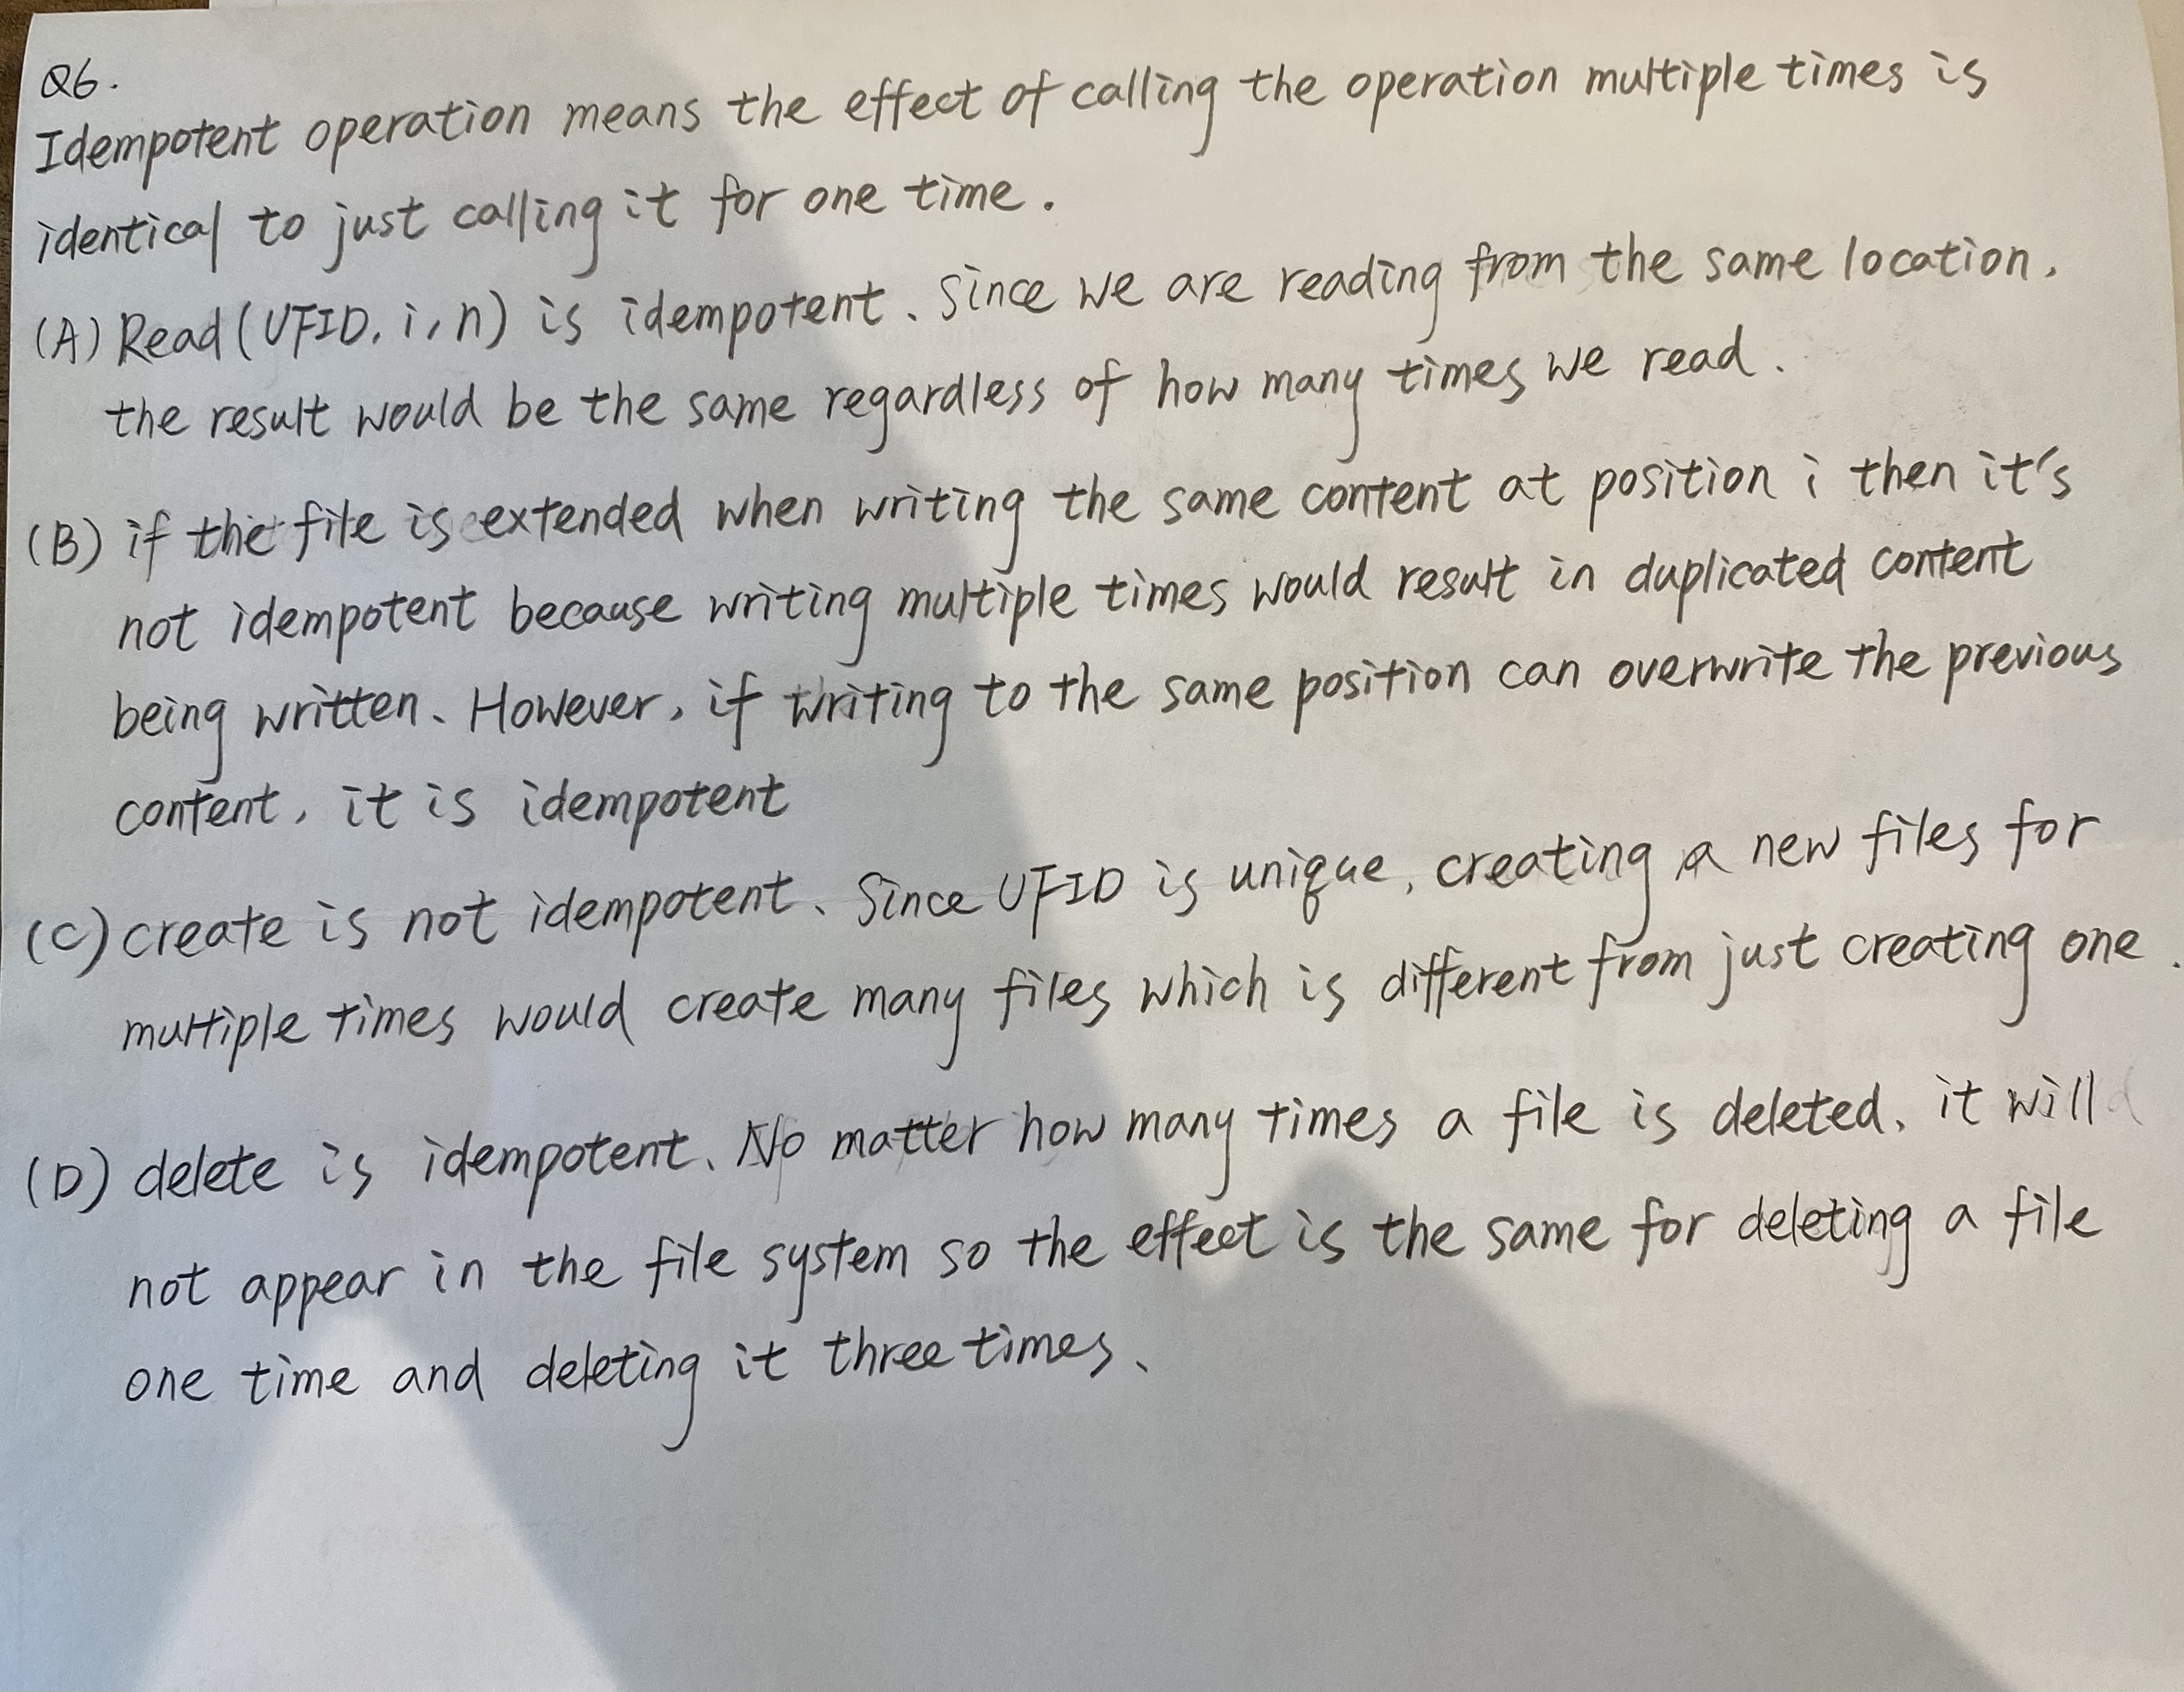 Q6.
Idempotent operation means the effect of calling the operation multiple times is
identical to just calling it for one time.
(A) Read (UFID, i, n) is idempotent. Since we are reading from the same location.
the result would be the same regardless of how many times we read.
(B) if the file is extended when writing the same content at position i then it's
not idempotent because writing multiple times would result in duplicated content
being written. However, if writing to the same position can overwrite the previous
content, it is idempotent
(C) create is not idempotent. Since UFID is unique, creating a new files for
multiple times would create many files which is different from just creating one.
(D) delete is idempotent. No matter how many times a file is deleted, it will
not appear in the file system so the effect is the same for deleting a file
one time and deleting it three times.